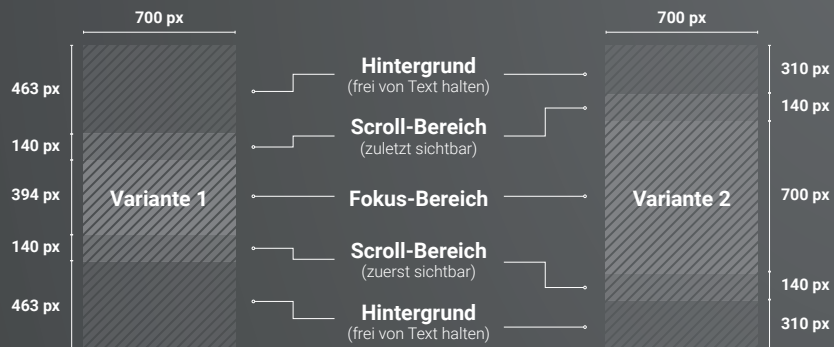 700 px
700 px
463 px
140 px
394 px
140 px
463 px
Variante 1
Hintergrund
(frei von Text halten)
Scroll-Bereich
(zuletzt sichtbar)
Fokus-Bereich
Scroll-Bereich
(zuerst sichtbar)
Hintergrund
(frei von Text halten)
Variante 2
310 px
140 px
700 px
140 px
310 px